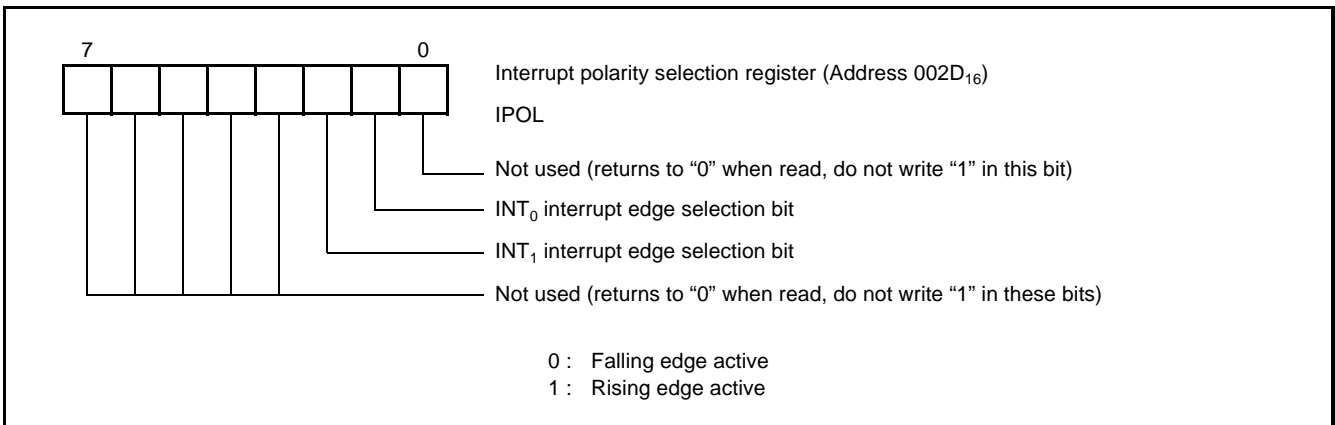 7 0
Interrupt polarity selection register (Address 002D₁₆)
IPOL
Not used (returns to “0” when read, do not write “1” in this bit)
INT₀ interrupt edge selection bit
INT₁ interrupt edge selection bit
Not used (returns to “0” when read, do not write “1” in these bits)
0 : Falling edge active
1 : Rising edge active